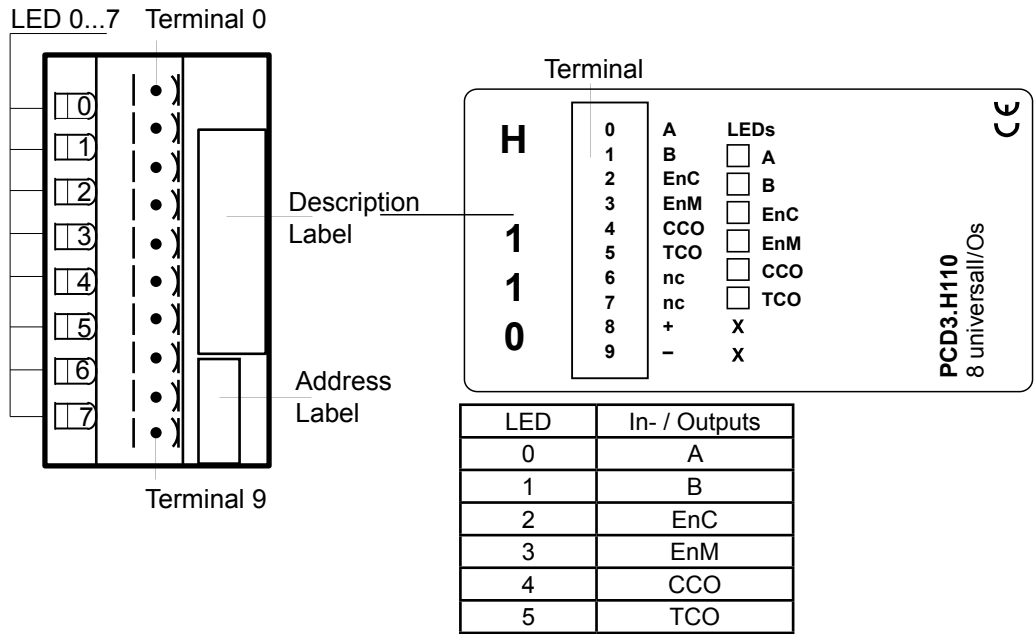 LED 0...7 Terminal 0
0
1
2
3
4
5
6
7
Terminal 9
Description
Label
Address
Label
Terminal
H
1
1
0
0 A LEDs
1 B A
2 EnC B
3 EnM EnC
4 CCO EnM
5 TCO CCO
6 nc TCO
7 nc
8 + X
9 – X
PCD3.H110
8 universalI/Os
CE
LED In- / Outputs
0 A
1 B
2 EnC
3 EnM
4 CCO
5 TCO